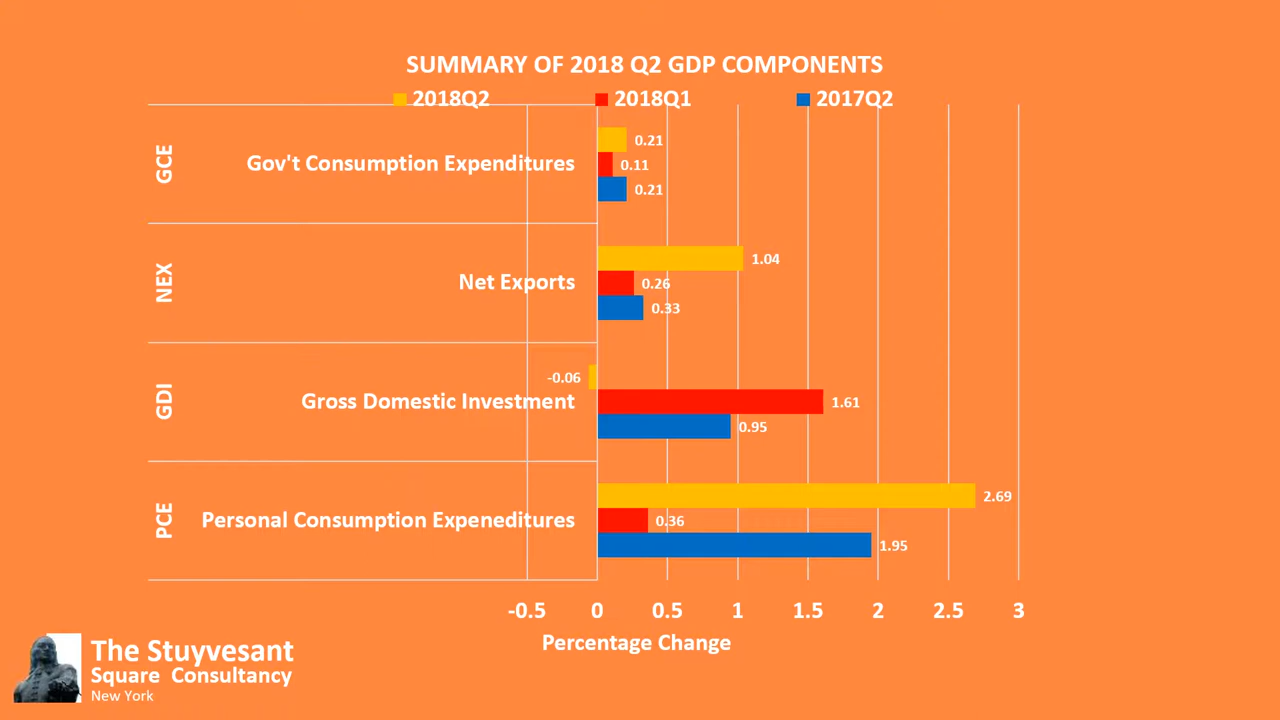 SUMMARY OF 2018 Q2 GDP COMPONENTS
2018Q2 2018Q1 2017Q2
GCE
Gov't Consumption Expenditures
0.21
0.11
0.21
NEX
Net Exports
1.04
0.26
0.33
GDI
Gross Domestic Investment
-0.06
1.61
0.95
PCE
Personal Consumption Expeneditures
2.69
0.36
1.95
-0.5 0 0.5 1 1.5 2 2.5 3
Percentage Change
The Stuyvesant
Square Consultancy
New York